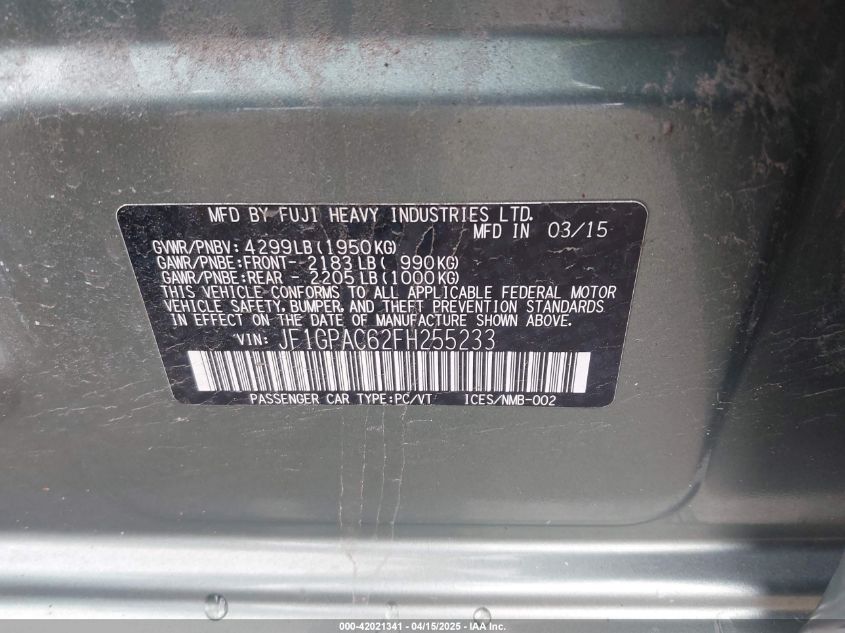 MFD BY FUJI HEAVY INDUSTRIES LTD.
MFD IN 03/15
GVWR/PNBV: 4299LB(1950KG)
GAWR/PNBE:FRONT- 2183LB( 990KG)
GAWR/PNBE:REAR - 2205LB(1000KG)
THIS VEHICLE-CONFORMS TO ALL APPLICABLE FEDERAL MOTOR
VEHICLE SAFETY, BUMPER, AND THEFT PREVENTION STANDARDS
IN EFFECT ON THE DATE OF MANUFACTURE SHOWN ABOVE.
VIN: JF1GPAC62FH255233
PASSENGER CAR TYPE:PC/VT ICES/NMB-002
000-42021341 - 04/15/2025 - IAA Inc.